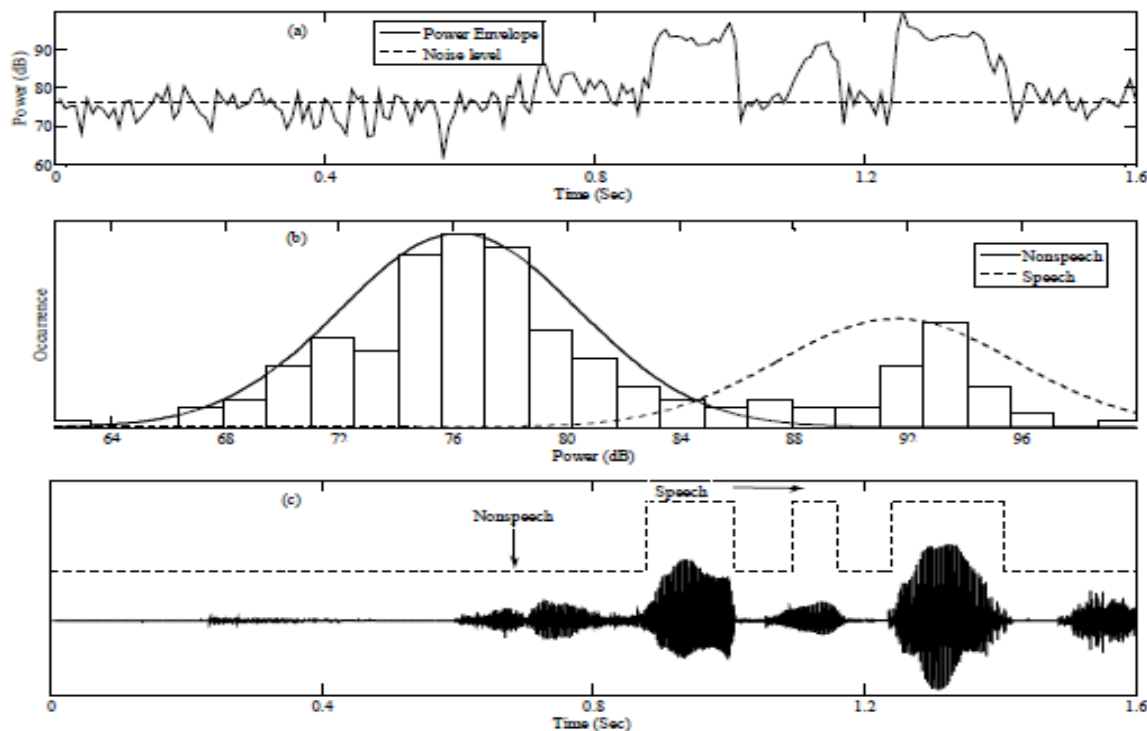 (a)
Power Envelope
Noise level
Power (dB)
90
80
70
60
0 0.4 0.8 1.2 1.6
Time (Sec)
(b)
Nonspeech
Speech
Occurrence
64 68 72 76 80 84 88 92 96
Power (dB)
(c)
Speech
Nonspeech
0 0.4 0.8 1.2 1.6
Time (Sec)